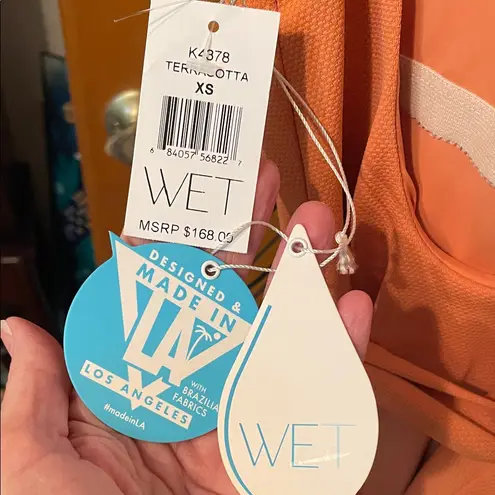 K4378
TERRACOTTA
XS
6 84057 56822 7
WET
MSRP $168.00
DESIGNED &
MADE IN
LA
LOS ANGELES
WITH
BRAZILIA
FABRICS
#madeinLA
WET